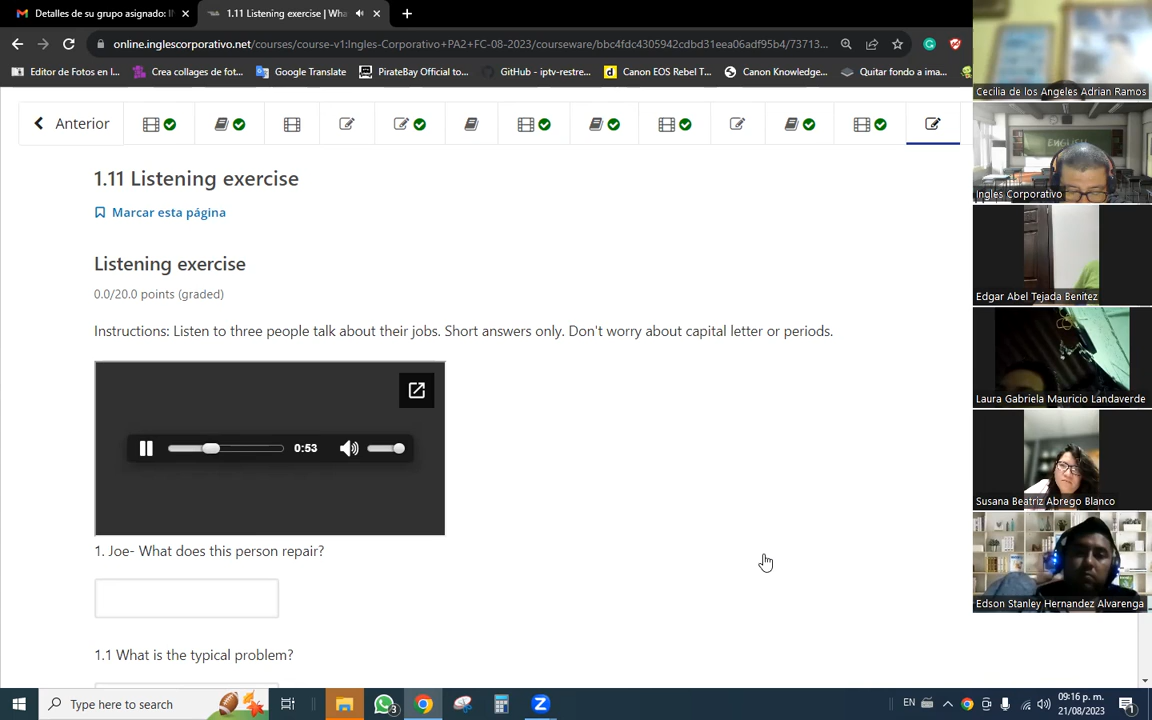 Detalles de su grupo asignado: I
1.11 Listening exercise | Wha
online.inglescorporativo.net/courses/course-v1:Ingles-Corporativo+PA2+FC-08-2023/courseware/bbc4fdc4305942cdbd31eea06adf95b4/73713...
Editor de Fotos en l...
Crea collages de fot...
Google Translate
PirateBay Official to...
GitHub - iptv-restre...
Canon EOS Rebel T...
Canon Knowledge...
Quitar fondo a ima...
Anterior
1.11 Listening exercise
Marcar esta página
Listening exercise
0.0/20.0 points (graded)
Instructions: Listen to three people talk about their jobs. Short answers only. Don't worry about capital letter or periods.
0:53
1. Joe- What does this person repair?
1.1 What is the typical problem?
Cecilia de los Angeles Adrian Ramos
ENGLISH
Ingles Corporativo
Edgar Abel Tejada Benitez
Laura Gabriela Mauricio Landaverde
Susana Beatriz Abrego Blanco
Edson Stanley Hernandez Alvarenga
Type here to search
3
EN
09:16 p. m.
21/08/2023
1